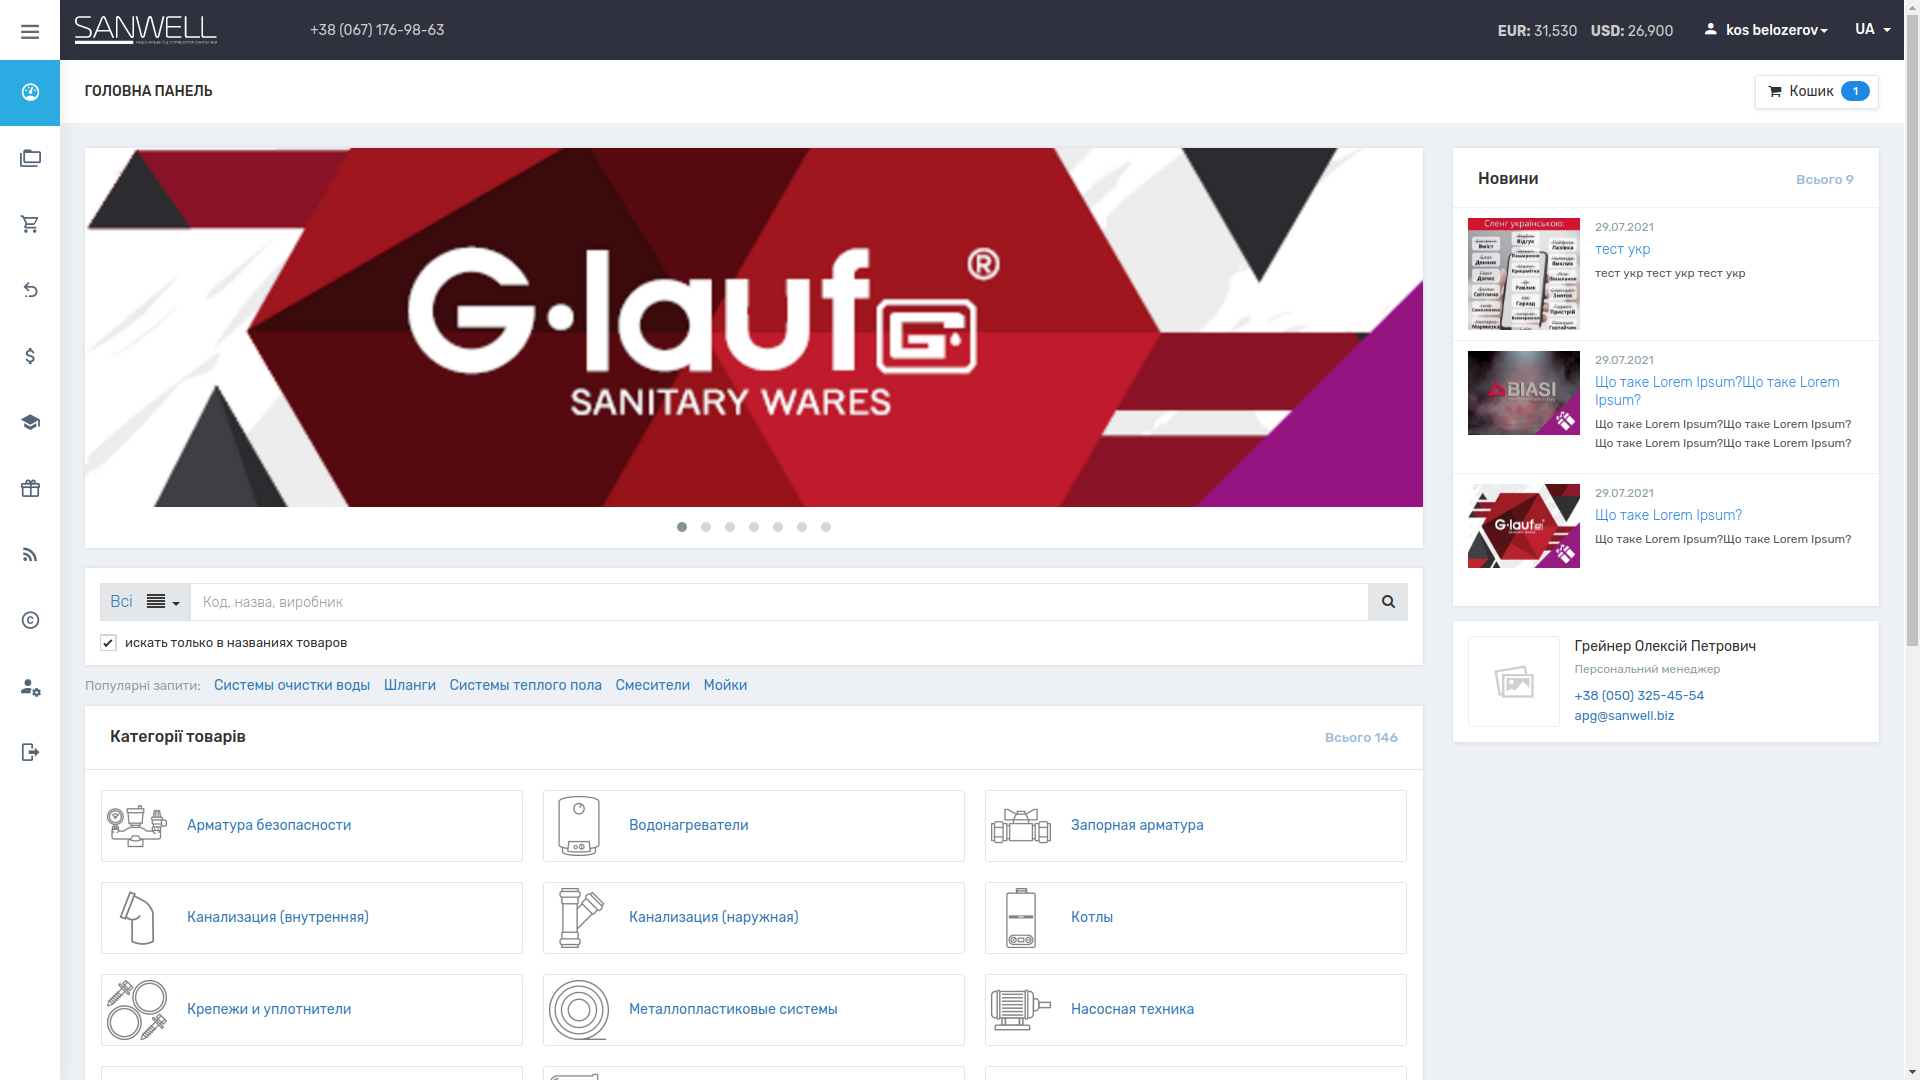 SANWELL
+38 (067) 176-98-63
EUR: 31,530 USD: 26,900
kos belozerov
UA
ГОЛОВНА ПАНЕЛЬ
Кошик 1
G·lauf G ®
SANITARY WARES
Всі
Код, назва, виробник
искать только в названиях товаров
Популярні запити: Системы очистки воды Шланги Системы теплого пола Смесители Мойки
Категорії товарів
Всього 146
Арматура безопасности
Водонагреватели
Запорная арматура
Канализация (внутренняя)
Канализация (наружная)
Котлы
Крепежи и уплотнители
Металлопластиковые системы
Насосная техника
Новини
Всього 9
Сленг українською:
29.07.2021
тест укр
тест укр тест укр тест укр
BIASI
29.07.2021
Що таке Lorem Ipsum?Що таке Lorem
Ipsum?
Що таке Lorem Ipsum?Що таке Lorem Ipsum?
Що таке Lorem Ipsum?Що таке Lorem Ipsum?
G·lauf
29.07.2021
Що таке Lorem Ipsum?
Що таке Lorem Ipsum?Що таке Lorem Ipsum?
Грейнер Олексій Петрович
Персональний менеджер
+38 (050) 325-45-54
apg@sanwell.biz